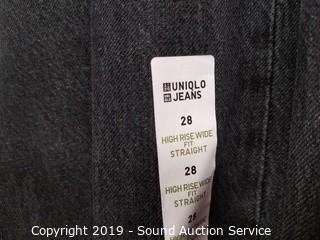 UNIQLO
JEANS
28
HIGH RISE WIDE
FIT
STRAIGHT
28
HIGH RISE WIDE
FIT
STRAIGHT
28
Copyright 2019 - Sound Auction Service